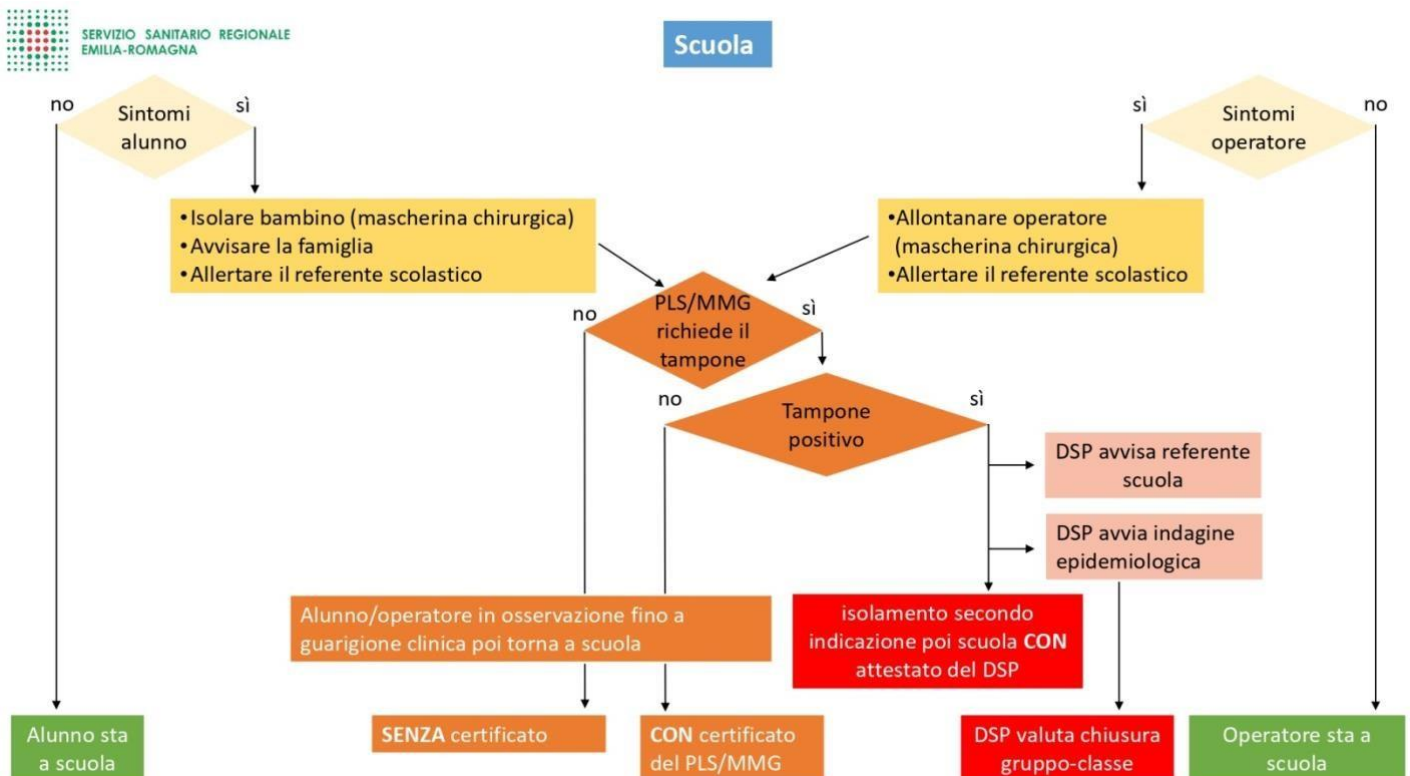 SERVIZIO SANITARIO REGIONALE
EMILIA-ROMAGNA
Scuola
no
Sintomi
alunno
sì
sì
Sintomi
operatore
no
•Isolare bambino (mascherina chirurgica)
•Avvisare la famiglia
•Allertare il referente scolastico
•Allontanare operatore
(mascherina chirurgica)
•Allertare il referente scolastico
no
PLS/MMG
richiede il
tampone
sì
no
Tampone
positivo
sì
DSP avvisa referente
scuola
DSP avvia indagine
epidemiologica
Alunno/operatore in osservazione fino a
guarigione clinica poi torna a scuola
isolamento secondo
indicazione poi scuola CON
attestato del DSP
Alunno sta
a scuola
SENZA certificato
CON certificato
del PLS/MMG
DSP valuta chiusura
gruppo-classe
Operatore sta a
scuola